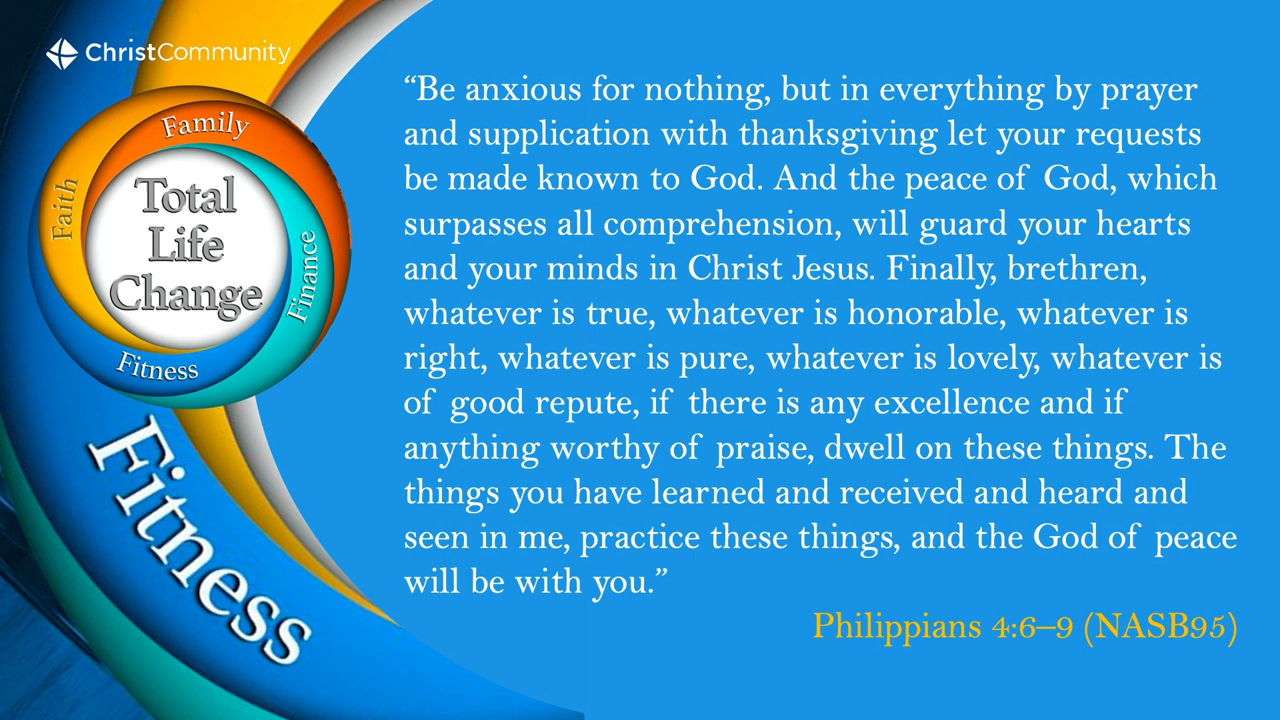 ChristCommunity
Family
Faith
Total
Life
Change
Finance
Fitness
Fitness
“Be anxious for nothing, but in everything by prayer
and supplication with thanksgiving let your requests
be made known to God. And the peace of God, which
surpasses all comprehension, will guard your hearts
and your minds in Christ Jesus. Finally, brethren,
whatever is true, whatever is honorable, whatever is
right, whatever is pure, whatever is lovely, whatever is
of good repute, if there is any excellence and if
anything worthy of praise, dwell on these things. The
things you have learned and received and heard and
seen in me, practice these things, and the God of peace
will be with you.”
Philippians 4:6–9 (NASB95)